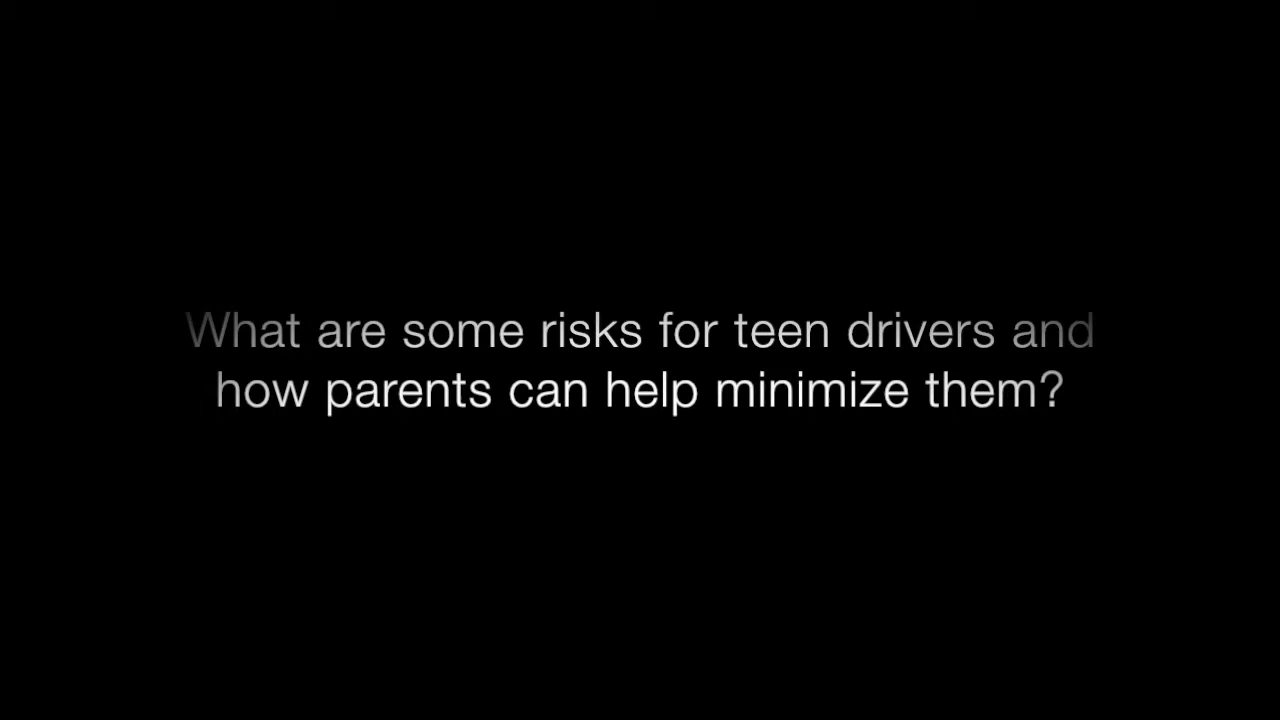 What are some risks for teen drivers and
how parents can help minimize them?